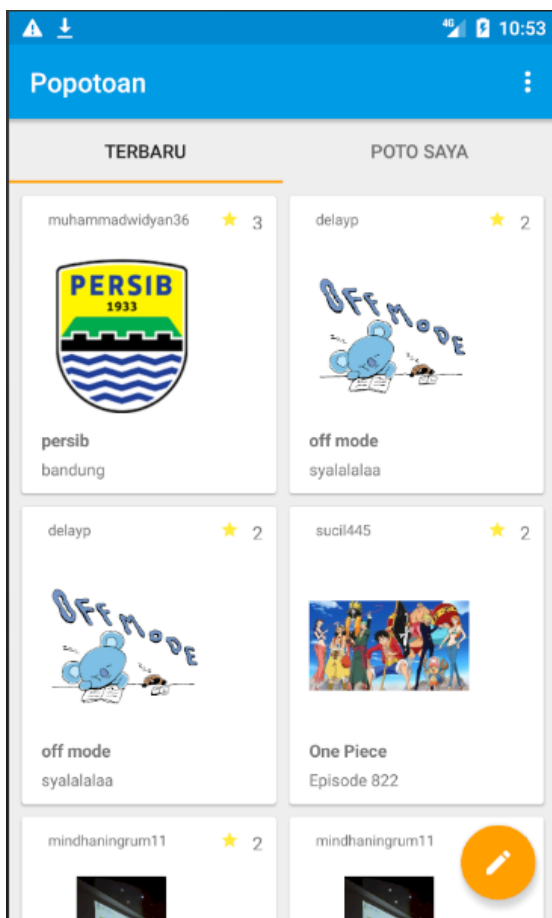 4G 10:53
Popotoan
TERBARU POTO SAYA
muhammadwidyan36 3
PERSIB
1933
persib
bandung
delayp 2
OFF MODE
off mode
syalalalaa
delayp 2
OFF MODE
off mode
syalalalaa
sucil445 2
One Piece
Episode 822
mindhaningrum11 2
mindhaningrum11